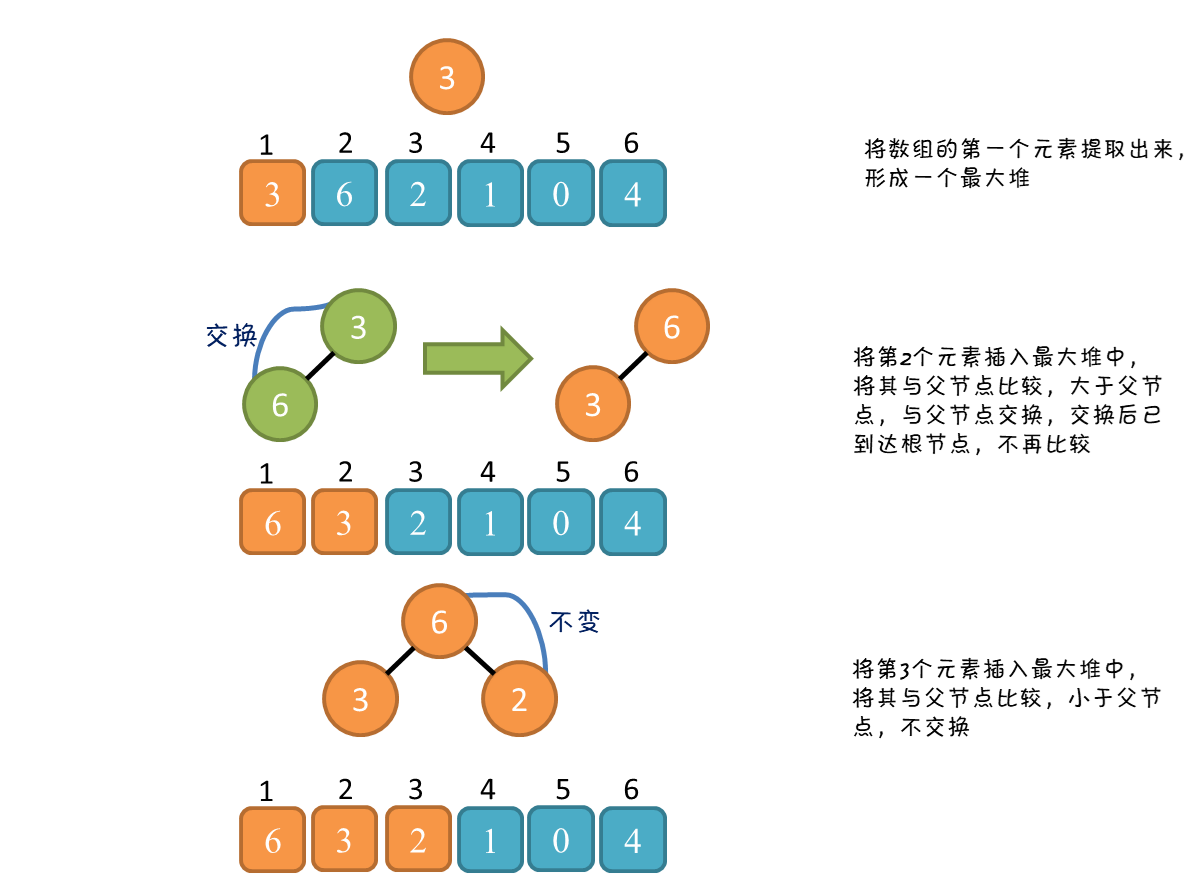 3
1 2 3 4 5 6
3 6 2 1 0 4
将数组的第一个元素提取出来，
形成一个最大堆
交换
3
6
6
3
将第2个元素插入最大堆中，
将其与父节点比较，大于父节
点，与父节点交换，交换后已
到达根节点，不再比较
1 2 3 4 5 6
6 3 2 1 0 4
6
不变
3 2
将第3个元素插入最大堆中，
将其与父节点比较，小于父节
点，不交换
1 2 3 4 5 6
6 3 2 1 0 4